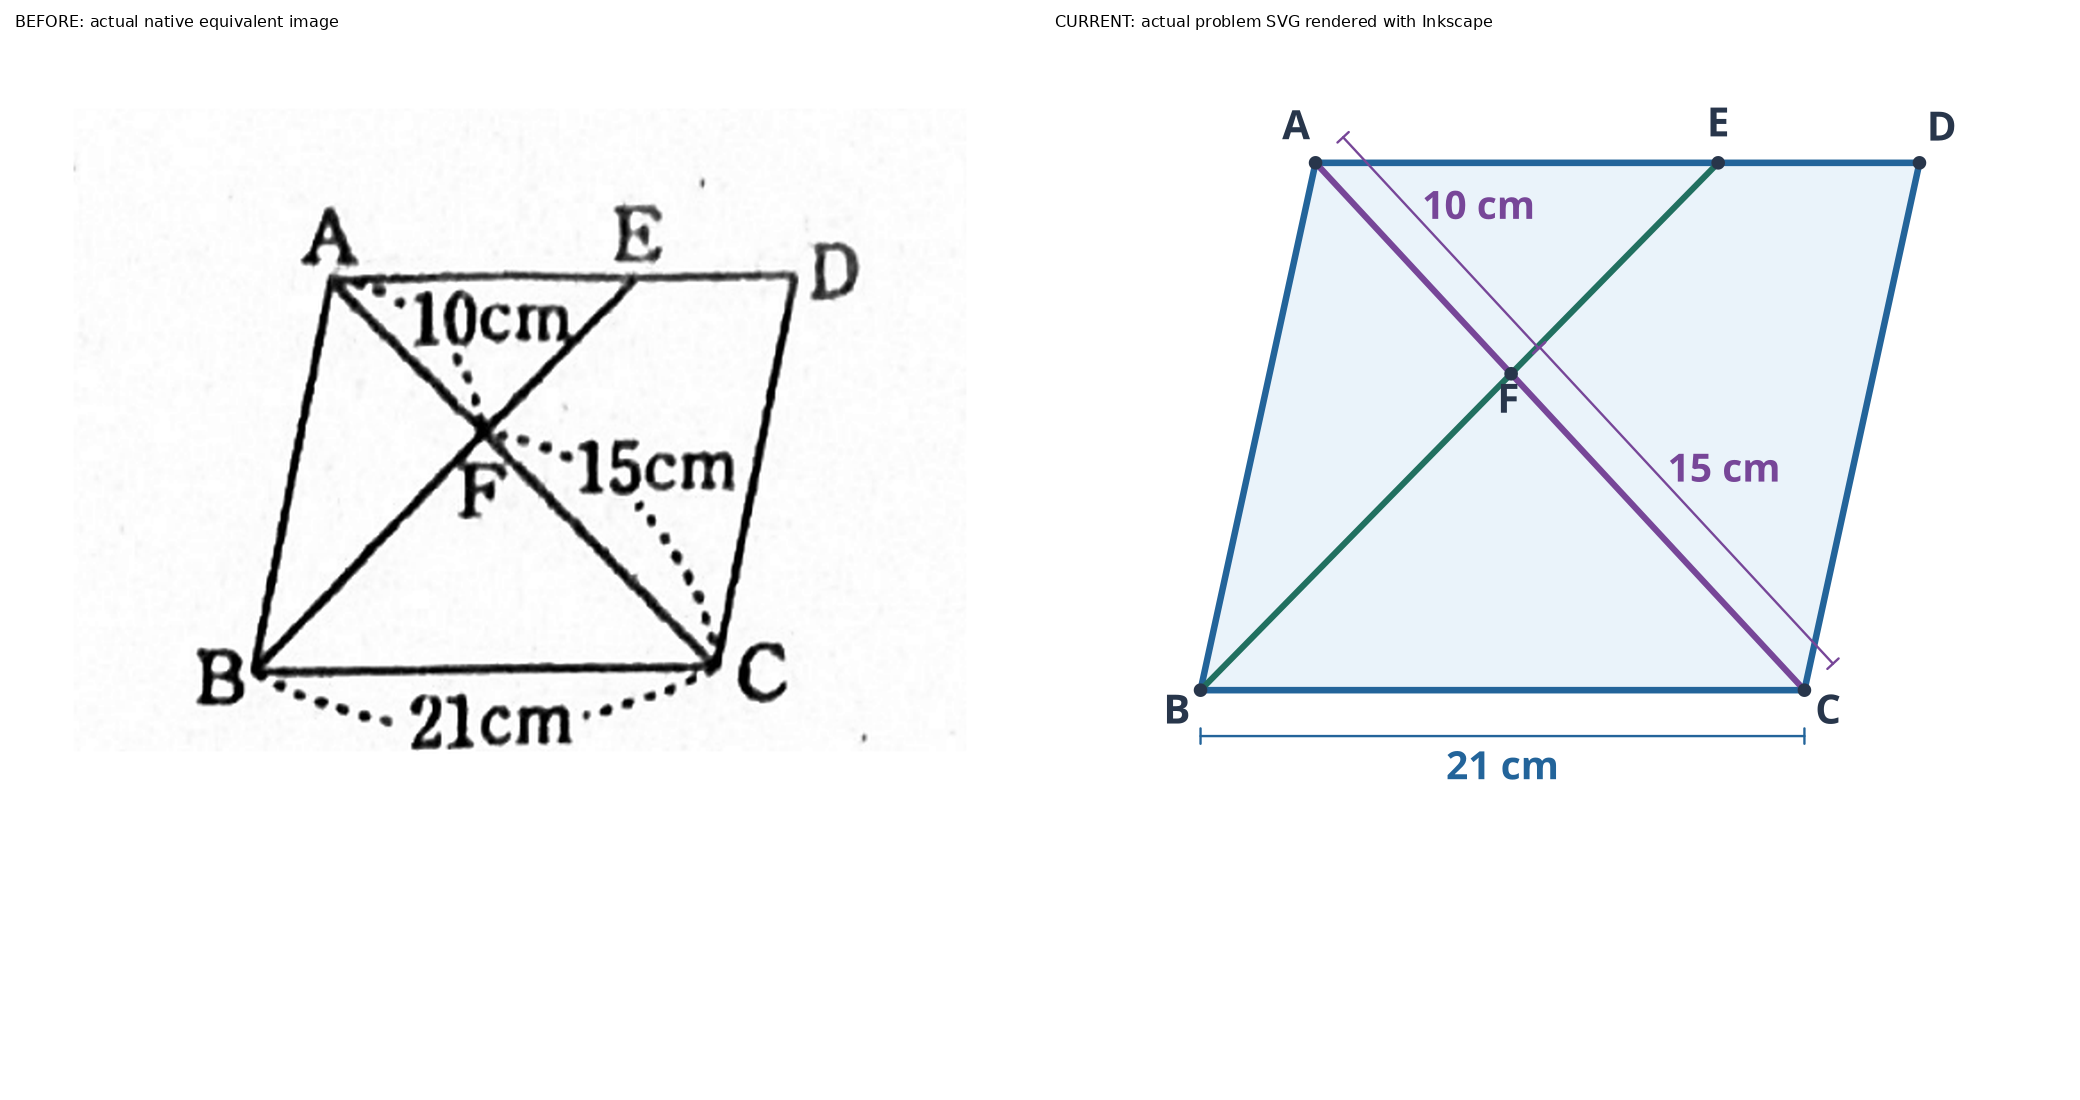 BEFORE: actual native equivalent image
A
E
D
10cm
15cm
F
B
C
21cm
CURRENT: actual problem SVG rendered with Inkscape
A
E
D
10 cm
F
15 cm
B
C
21 cm